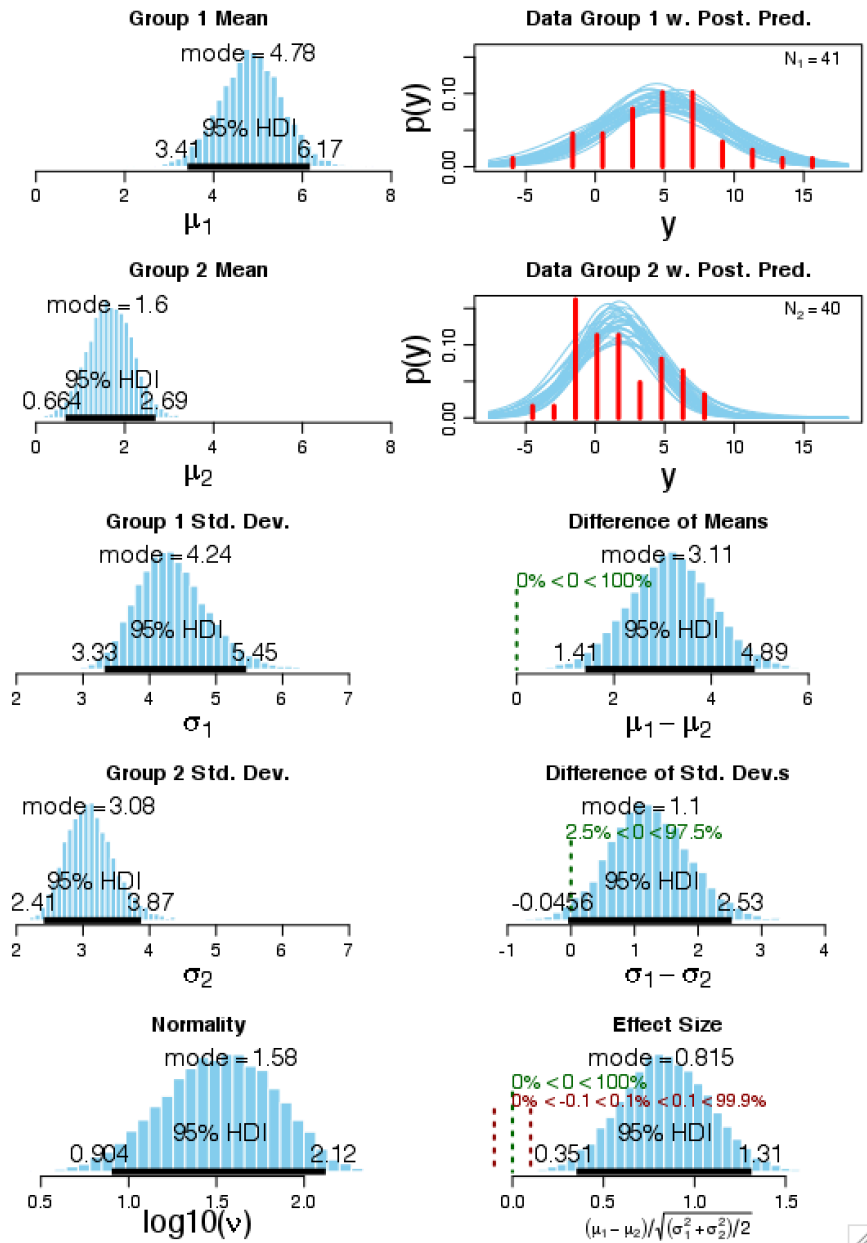 Group 1 Mean
mode = 4.78
95% HDI
3.41 6.17
0 2 4 6 8
μ1
Data Group 1 w. Post. Pred.
N1 = 41
p(y)
0.00 0.10
-5 0 5 10 15
y
Group 2 Mean
mode = 1.6
95% HDI
0.664 2.69
0 2 4 6 8
μ2
Data Group 2 w. Post. Pred.
N2 = 40
p(y)
0.00 0.10
-5 0 5 10 15
y
Group 1 Std. Dev.
mode = 4.24
95% HDI
3.33 5.45
2 3 4 5 6 7
σ1
Difference of Means
mode = 3.11
0% < 0 < 100%
95% HDI
1.41 4.89
0 2 4 6
μ1 − μ2
Group 2 Std. Dev.
mode = 3.08
95% HDI
2.41 3.87
2 3 4 5 6 7
σ2
Difference of Std. Dev.s
mode = 1.1
2.5% < 0 < 97.5%
95% HDI
-0.0456 2.53
-1 0 1 2 3 4
σ1 − σ2
Normality
mode = 1.58
95% HDI
0.904 2.12
0.5 1.0 1.5 2.0
log10(ν)
Effect Size
mode = 0.815
0% < 0 < 100%
0% < -0.1 < 0.1% < 0.1 < 99.9%
95% HDI
0.351 1.31
0.0 0.5 1.0 1.5
(μ1 − μ2)/√(σ1² + σ2²)/2